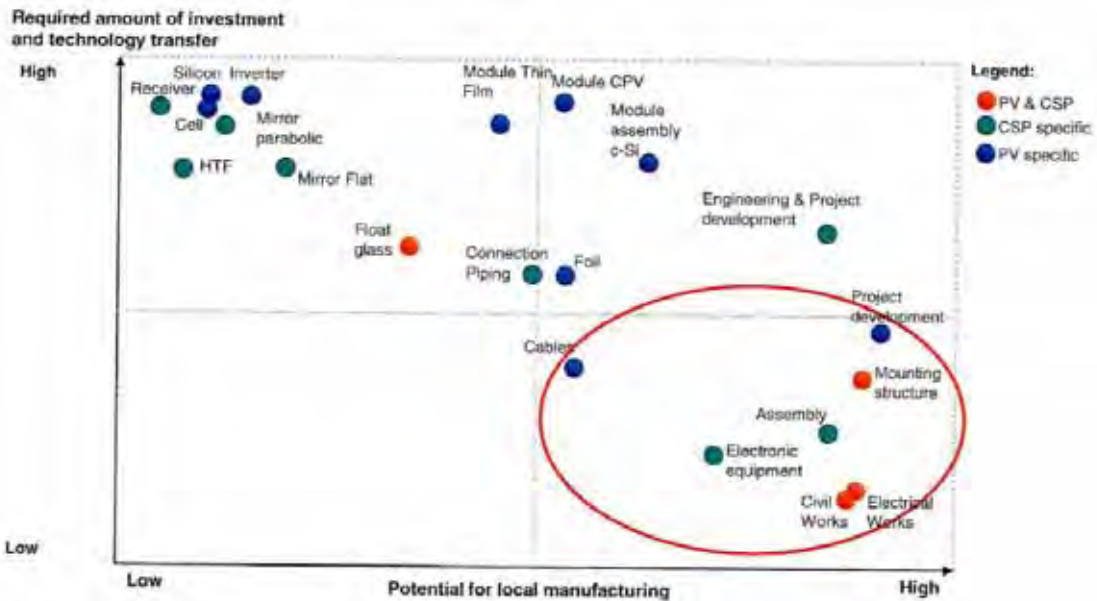 Required amount of investment
and technology transfer
High
Silicon Inverter
Receiver
Cell
Mirror
parabolic
HTF
Mirror Flat
Module Thin
Film
Module CPV
Module
assembly
c-Si
Legend:
PV & CSP
CSP specific
PV specific
Engineering & Project
development
Float
glass
Connection
Piping
Foil
Project
development
Cables
Mounting
structure
Assembly
Electronic
equipment
Civil
Works
Electrical
Works
Low
Low
Potential for local manufacturing
High